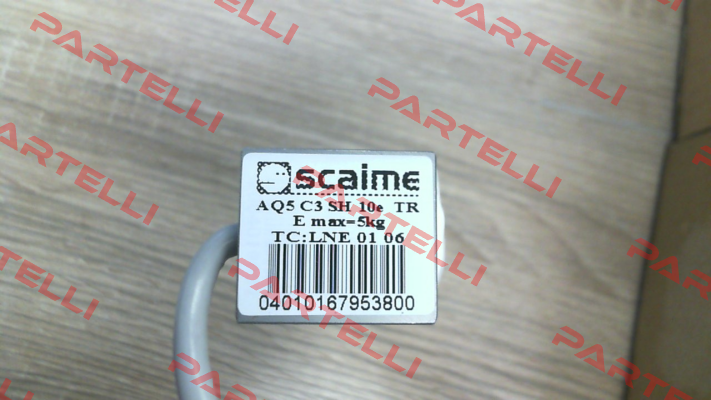 scaime
AQ5 C3 SH 10e TR
E max=5kg
TC:LNE 01 06
04010167953800
PARTELLI
PARTELLI
PARTELLI
PARTELLI
PARTELLI
PARTELLI
PARTELLI
PARTELLI